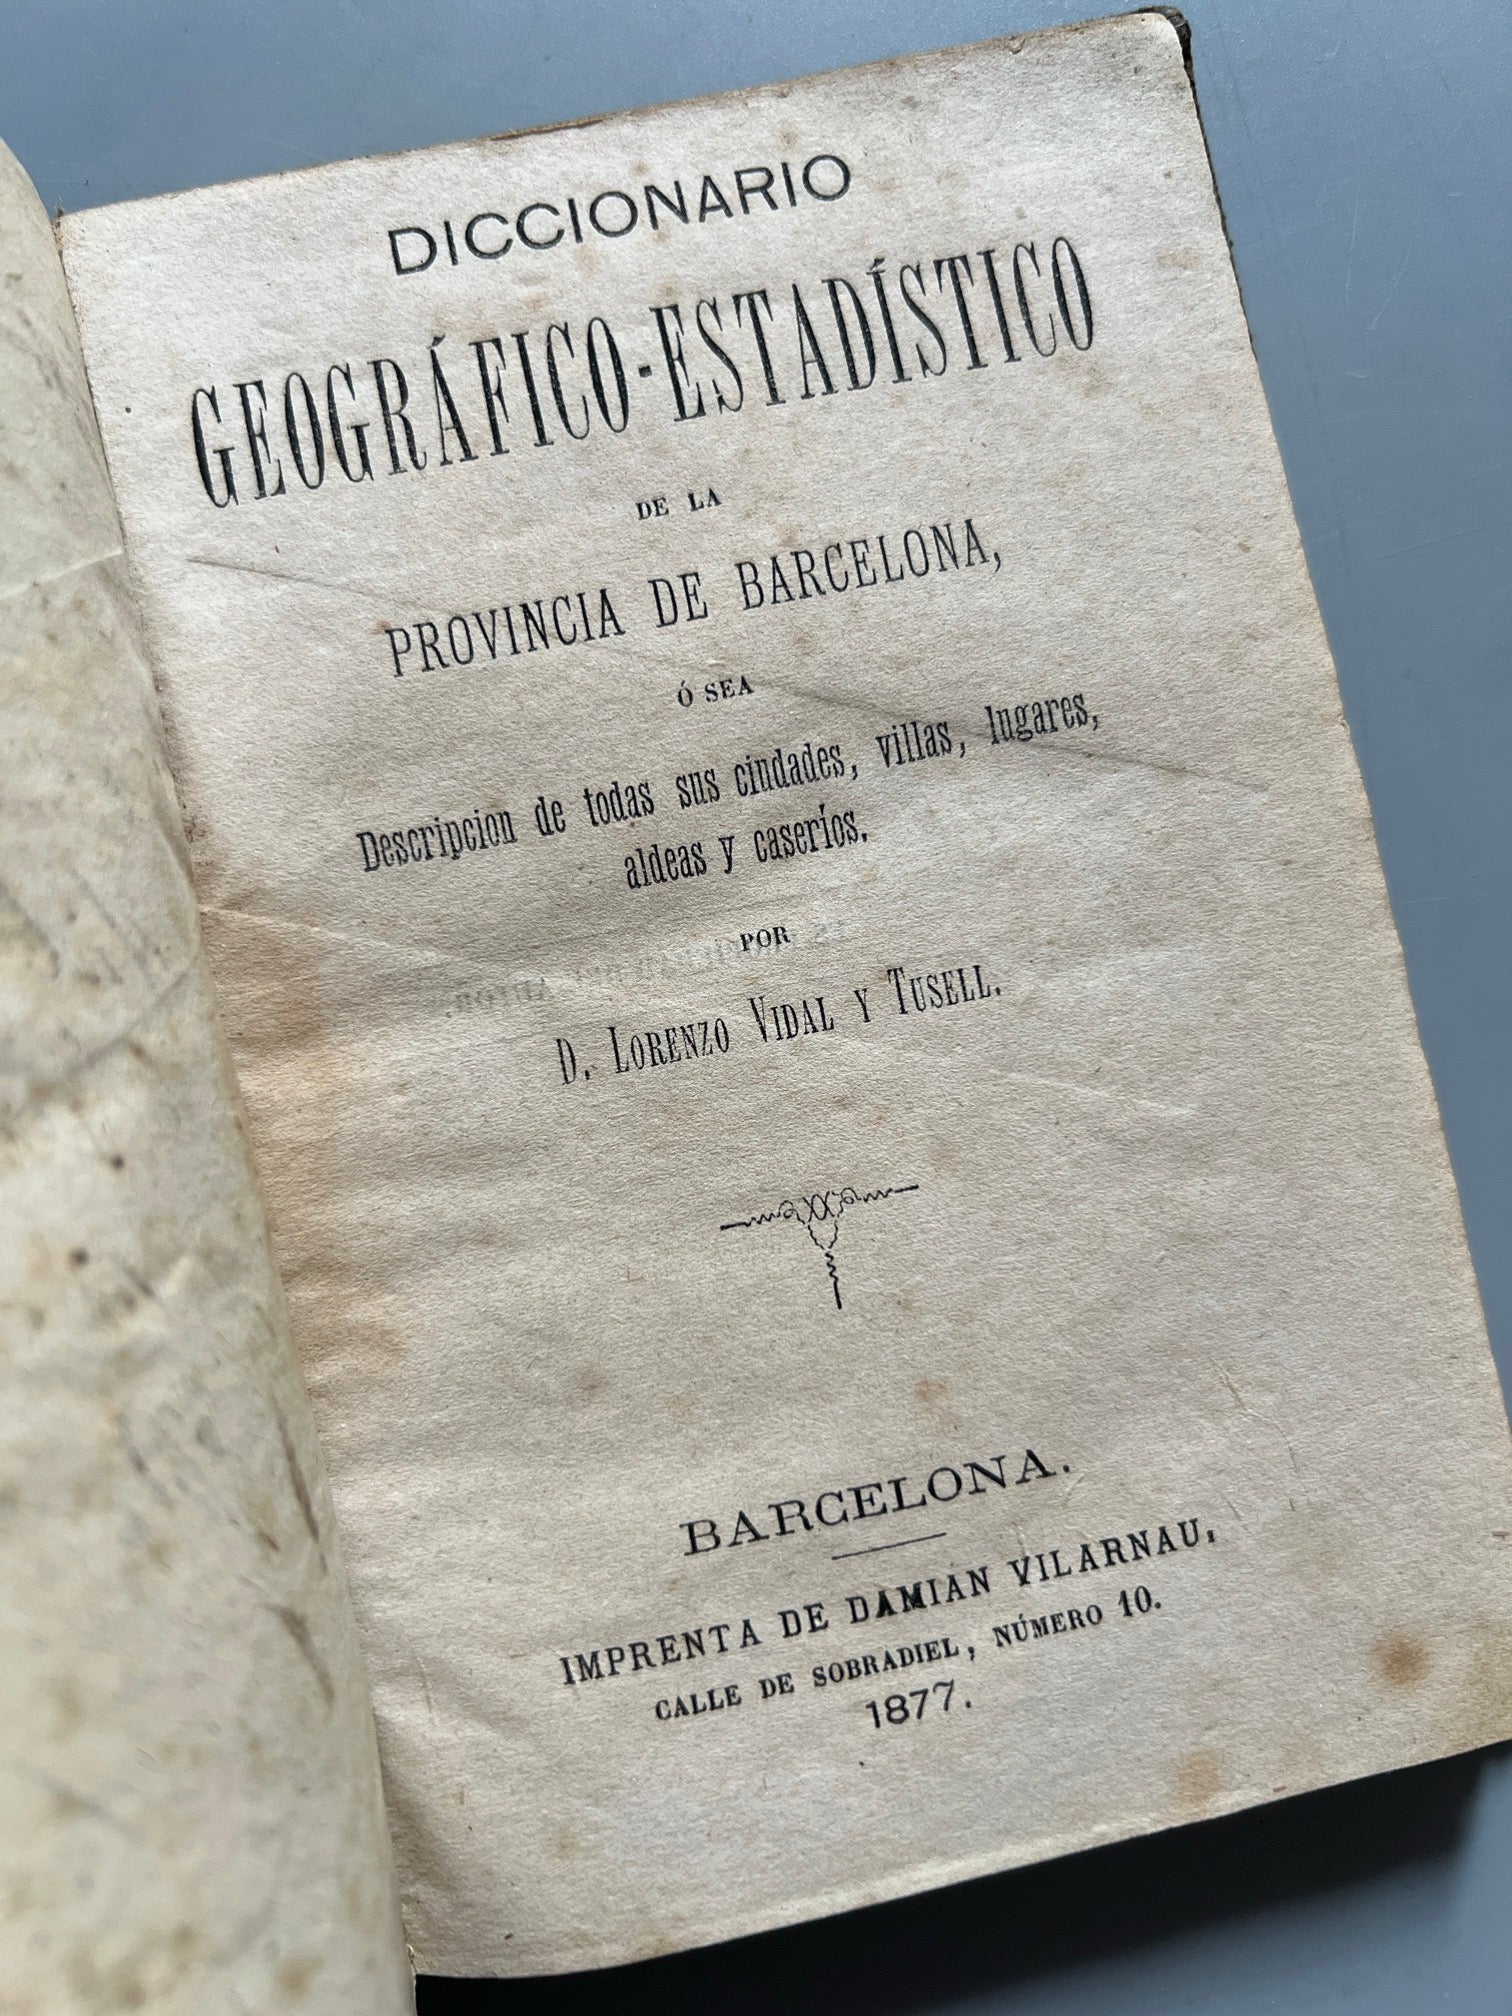 DICCIONARIO
GEOGRÁFICO-ESTADÍSTICO
DE LA
PROVINCIA DE BARCELONA,
Ó SEA
Descripcion de todas sus ciudades, villas, lugares,
aldeas y caseríos.
POR
D. LORENZO VIDAL Y TUSELL.
BARCELONA.
IMPRENTA DE DAMIAN VILARNAU,
CALLE DE SOBRADIEL, NÚMERO 10.
1877.